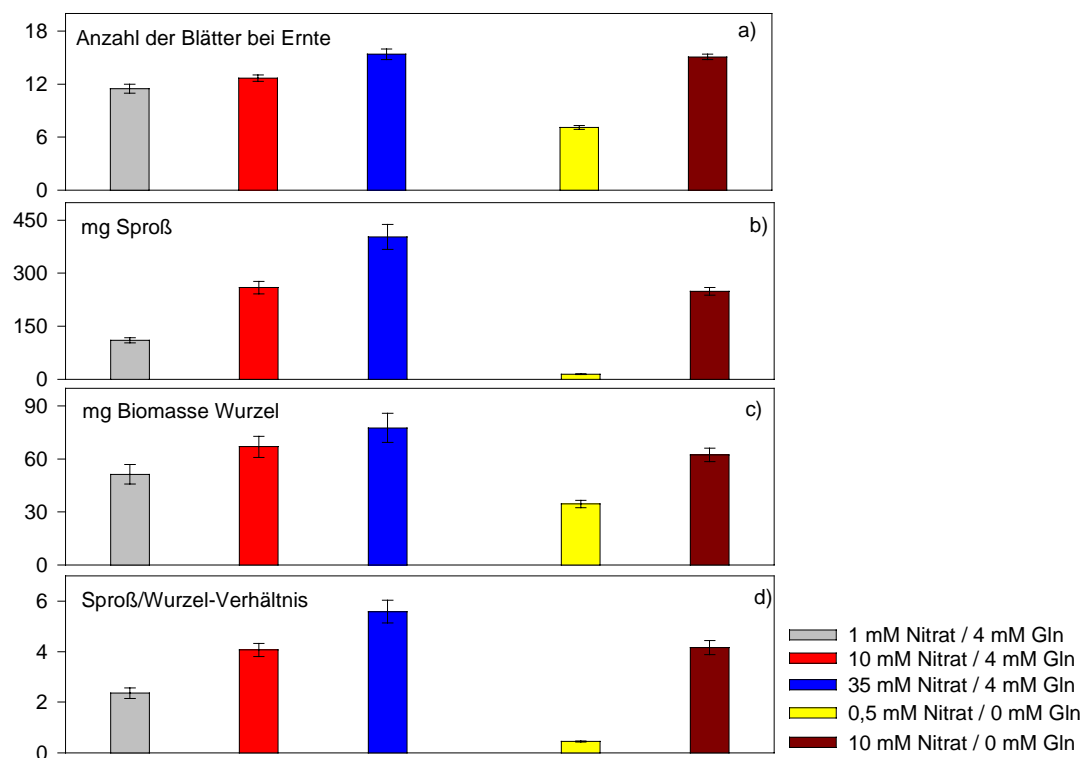 Anzahl der Blätter bei Ernte a)
18
12
6
0
mg Sproß b)
450
300
150
0
mg Biomasse Wurzel c)
90
60
30
0
Sproß/Wurzel-Verhältnis d)
6
4
2
0
1 mM Nitrat / 4 mM Gln
10 mM Nitrat / 4 mM Gln
35 mM Nitrat / 4 mM Gln
0,5 mM Nitrat / 0 mM Gln
10 mM Nitrat / 0 mM Gln